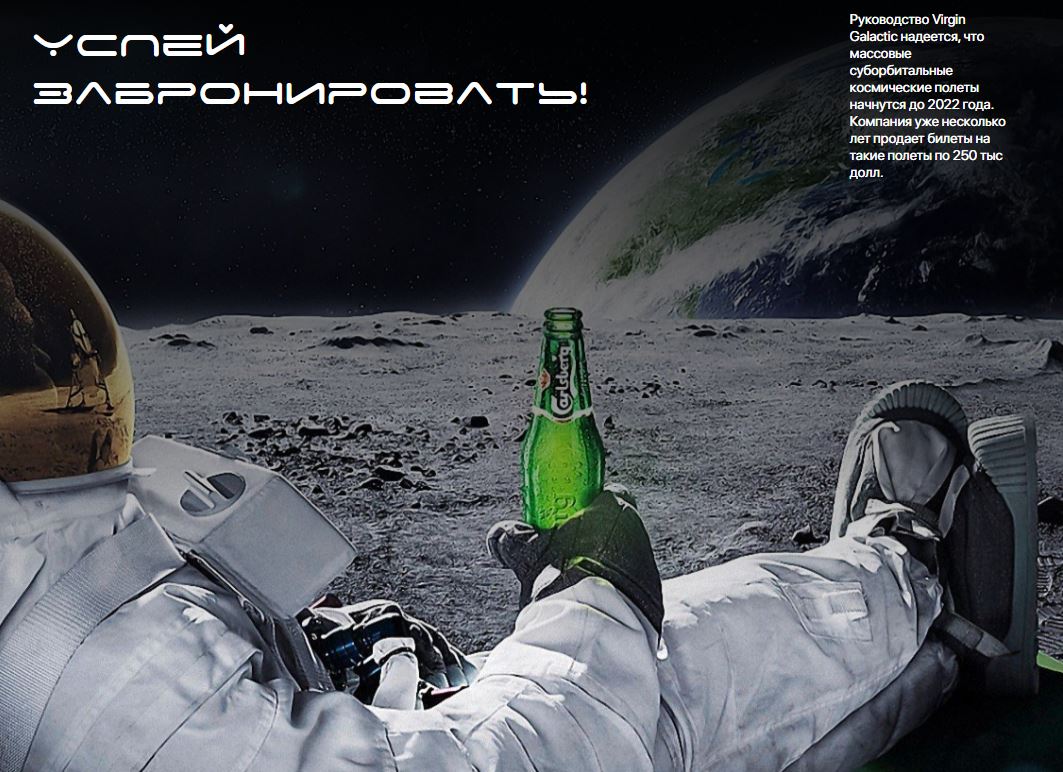 УСПЕЙ
ЗАБРОНИРОВАТЬ!
Руководство Virgin
Galactic надеется, что
массовые
суборбитальные
космические полеты
начнутся до 2022 года.
Компания уже несколько
лет продает билеты на
такие полеты по 250 тыс
долл.
Carlsberg